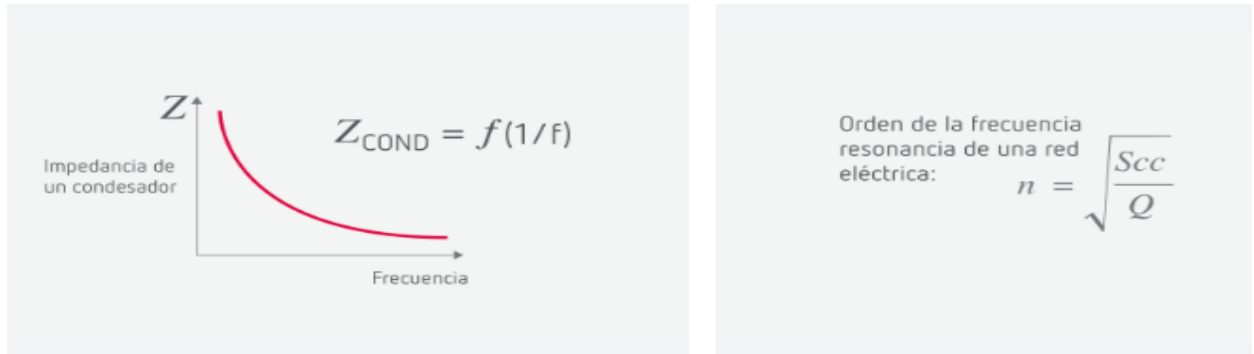 Z
Z_COND = f(1/f)
Impedancia de
un condesador
Frecuencia
Orden de la frecuencia
resonancia de una red
eléctrica:
n = √(Scc/Q)